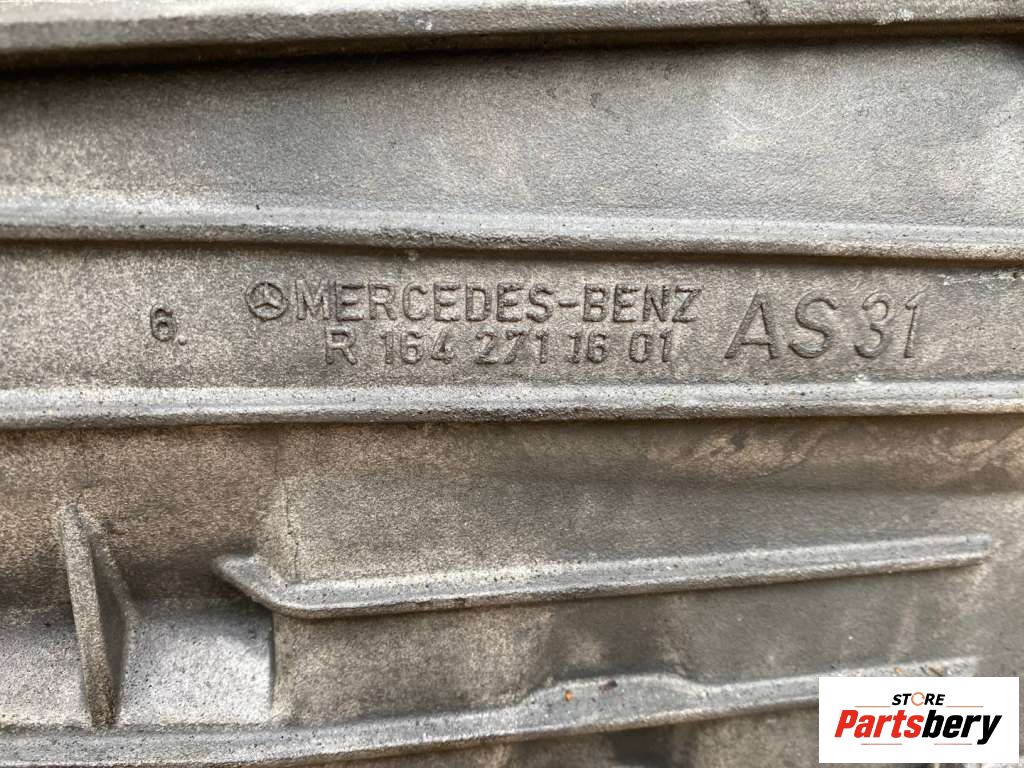 6.
MERCEDES-BENZ
R 164 271 16 01
AS 31
STORE
Partsbery